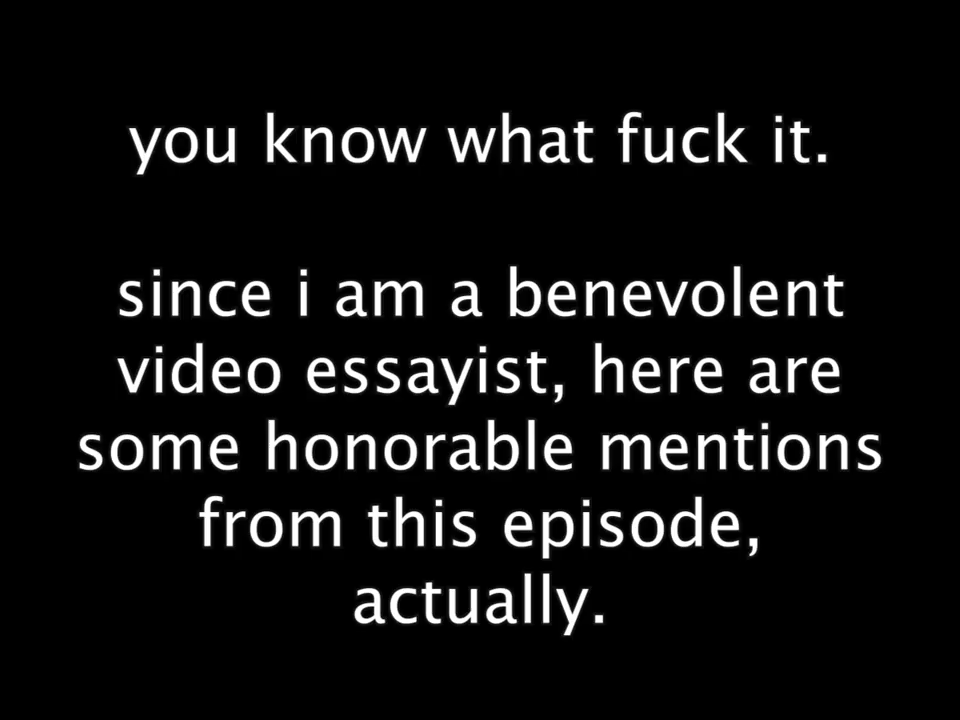 you know what fuck it.
since i am a benevolent
video essayist, here are
some honorable mentions
from this episode,
actually.